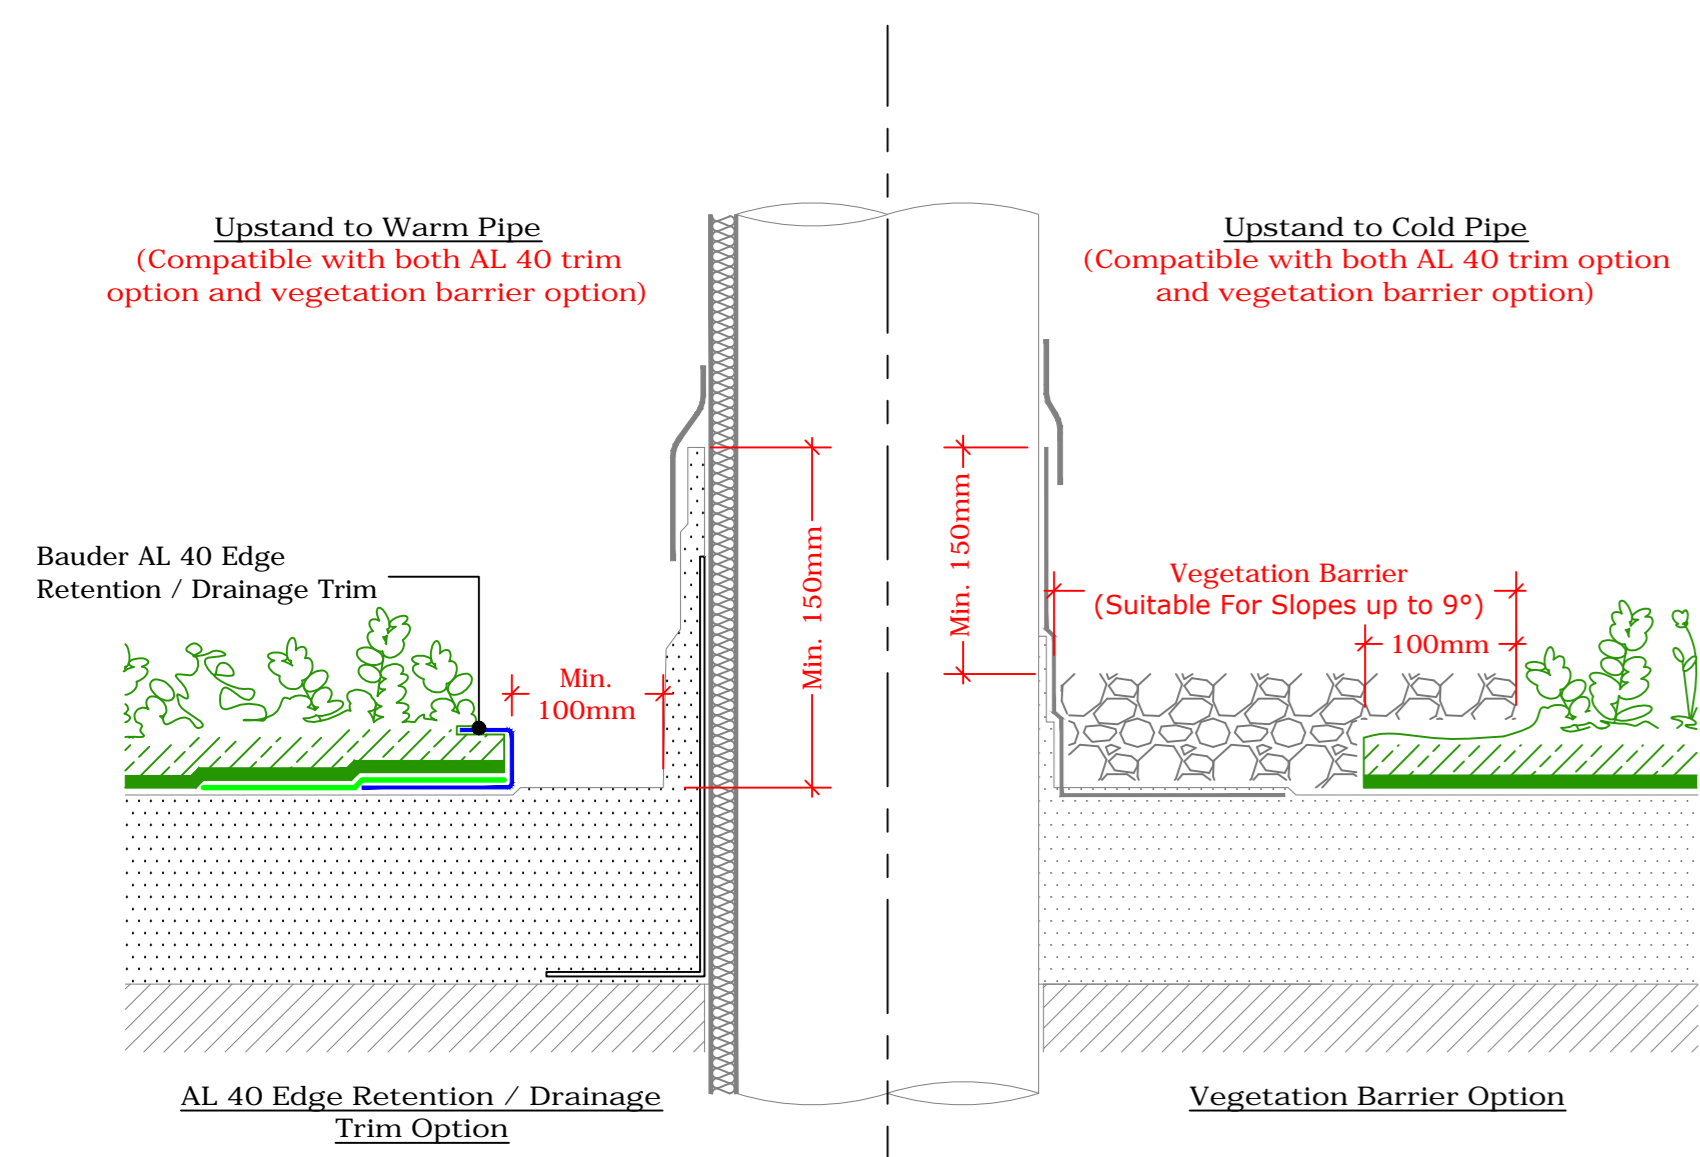 Upstand to Warm Pipe
(Compatible with both AL 40 trim
option and vegetation barrier option)
Upstand to Cold Pipe
(Compatible with both AL 40 trim option
and vegetation barrier option)
Bauder AL 40 Edge
Retention / Drainage Trim
Min.
100mm
Min. 150mm
Min. 150mm
Vegetation Barrier
(Suitable For Slopes up to 9°)
100mm
AL 40 Edge Retention / Drainage
Trim Option
Vegetation Barrier Option